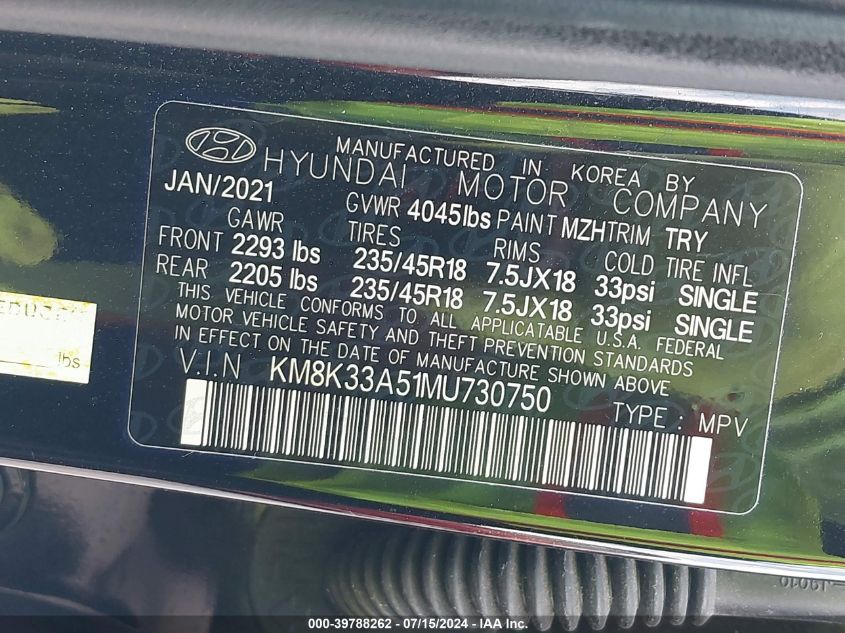 MANUFACTURED IN KOREA BY
HYUNDAI MOTOR COMPANY
JAN/2021 GVWR 4045lbs PAINT MZH TRIM TRY
GAWR TIRES RIMS COLD TIRE INFL
FRONT 2293 lbs 235/45R18 7.5JX18 33psi SINGLE
REAR 2205 lbs 235/45R18 7.5JX18 33psi SINGLE
THIS VEHICLE CONFORMS TO ALL APPLICATABLE U.S.A. FEDERAL
MOTOR VEHICLE SAFETY AND THEFT PREVENTION STANDARDS
IN EFFECT ON THE DATE OF MANUFACTURE SHOWN ABOVE
V.I.N KM8K33A51MU730750
TYPE : MPV
lbs
000-39788262 - 07/15/2024 - IAA Inc.